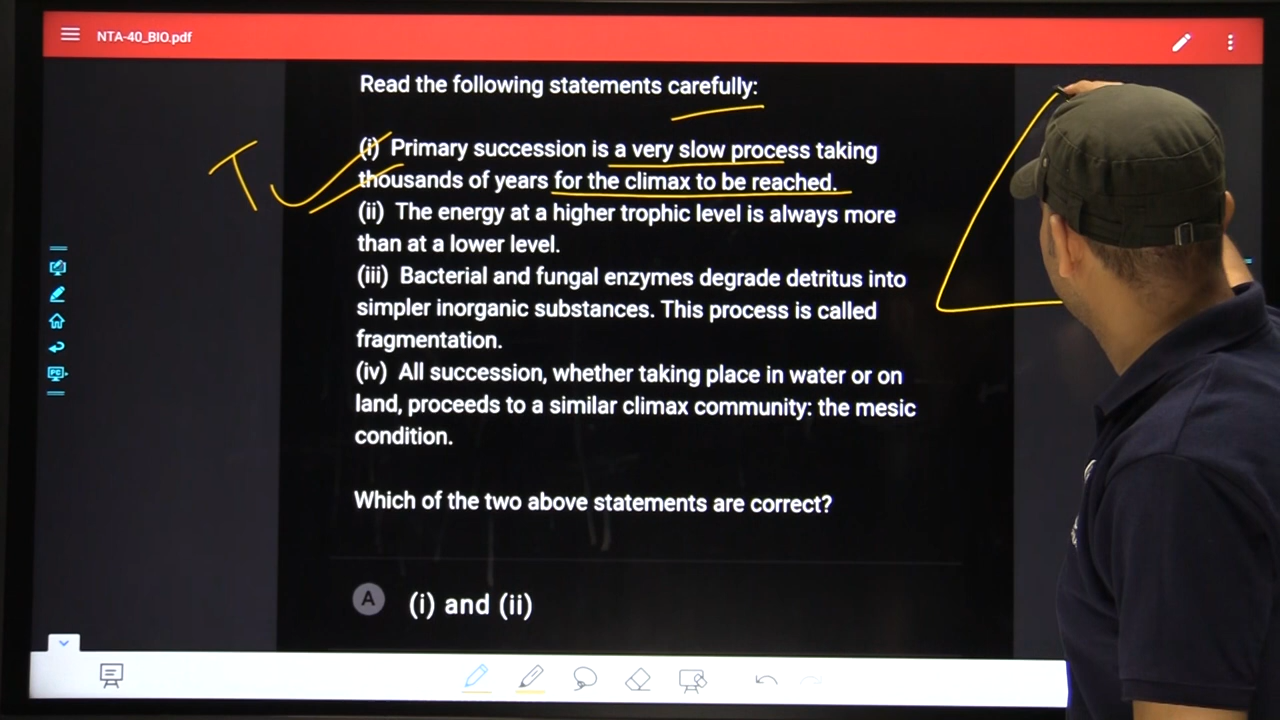 NTA-40_BIO.pdf
Read the following statements carefully:
T
(i) Primary succession is a very slow process taking
thousands of years for the climax to be reached.
(ii) The energy at a higher trophic level is always more
than at a lower level.
(iii) Bacterial and fungal enzymes degrade detritus into
simpler inorganic substances. This process is called
fragmentation.
(iv) All succession, whether taking place in water or on
land, proceeds to a similar climax community: the mesic
condition.
Which of the two above statements are correct?
A (i) and (ii)
PC